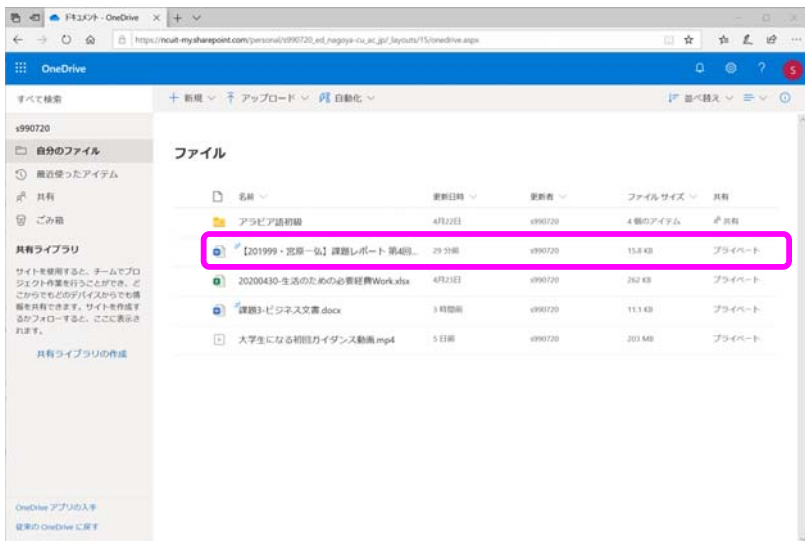 ドキュメント - OneDrive
https://ncuit-my.sharepoint.com/personal/s990720_ed_nagoya-cu_ac_jp/_layouts/15/onedrive.aspx
OneDrive
? S
すべて検索
+ 新規 アップロード 自動化 並べ替え
s990720
自分のファイル
最近使ったアイテム
共有
ごみ箱
共有ライブラリ
サイトを使用すると、チームでプロ
ジェクト作業を行うことができ、ど
こからでもどのデバイスからでも情
報を共有できます。サイトを作成す
るかフォローすると、ここに表示さ
れます。
共有ライブラリの作成
OneDrive アプリの入手
従来の OneDrive に戻す
ファイル
名前 更新日時 更新者 ファイル サイズ 共有
アラビア語初級 4月22日 s990720 4 個のアイテム 共有
【201999・宮原一弘】課題レポート 第4回... 29 分前 s990720 15.8 KB プライベート
20200430-生活のための必要経費Work.xlsx 4月23日 s990720 262 KB プライベート
課題3-ビジネス文書.docx 3 時間前 s990720 11.1 KB プライベート
大学生になる初回ガイダンス動画.mp4 5 日前 s990720 203 MB プライベート